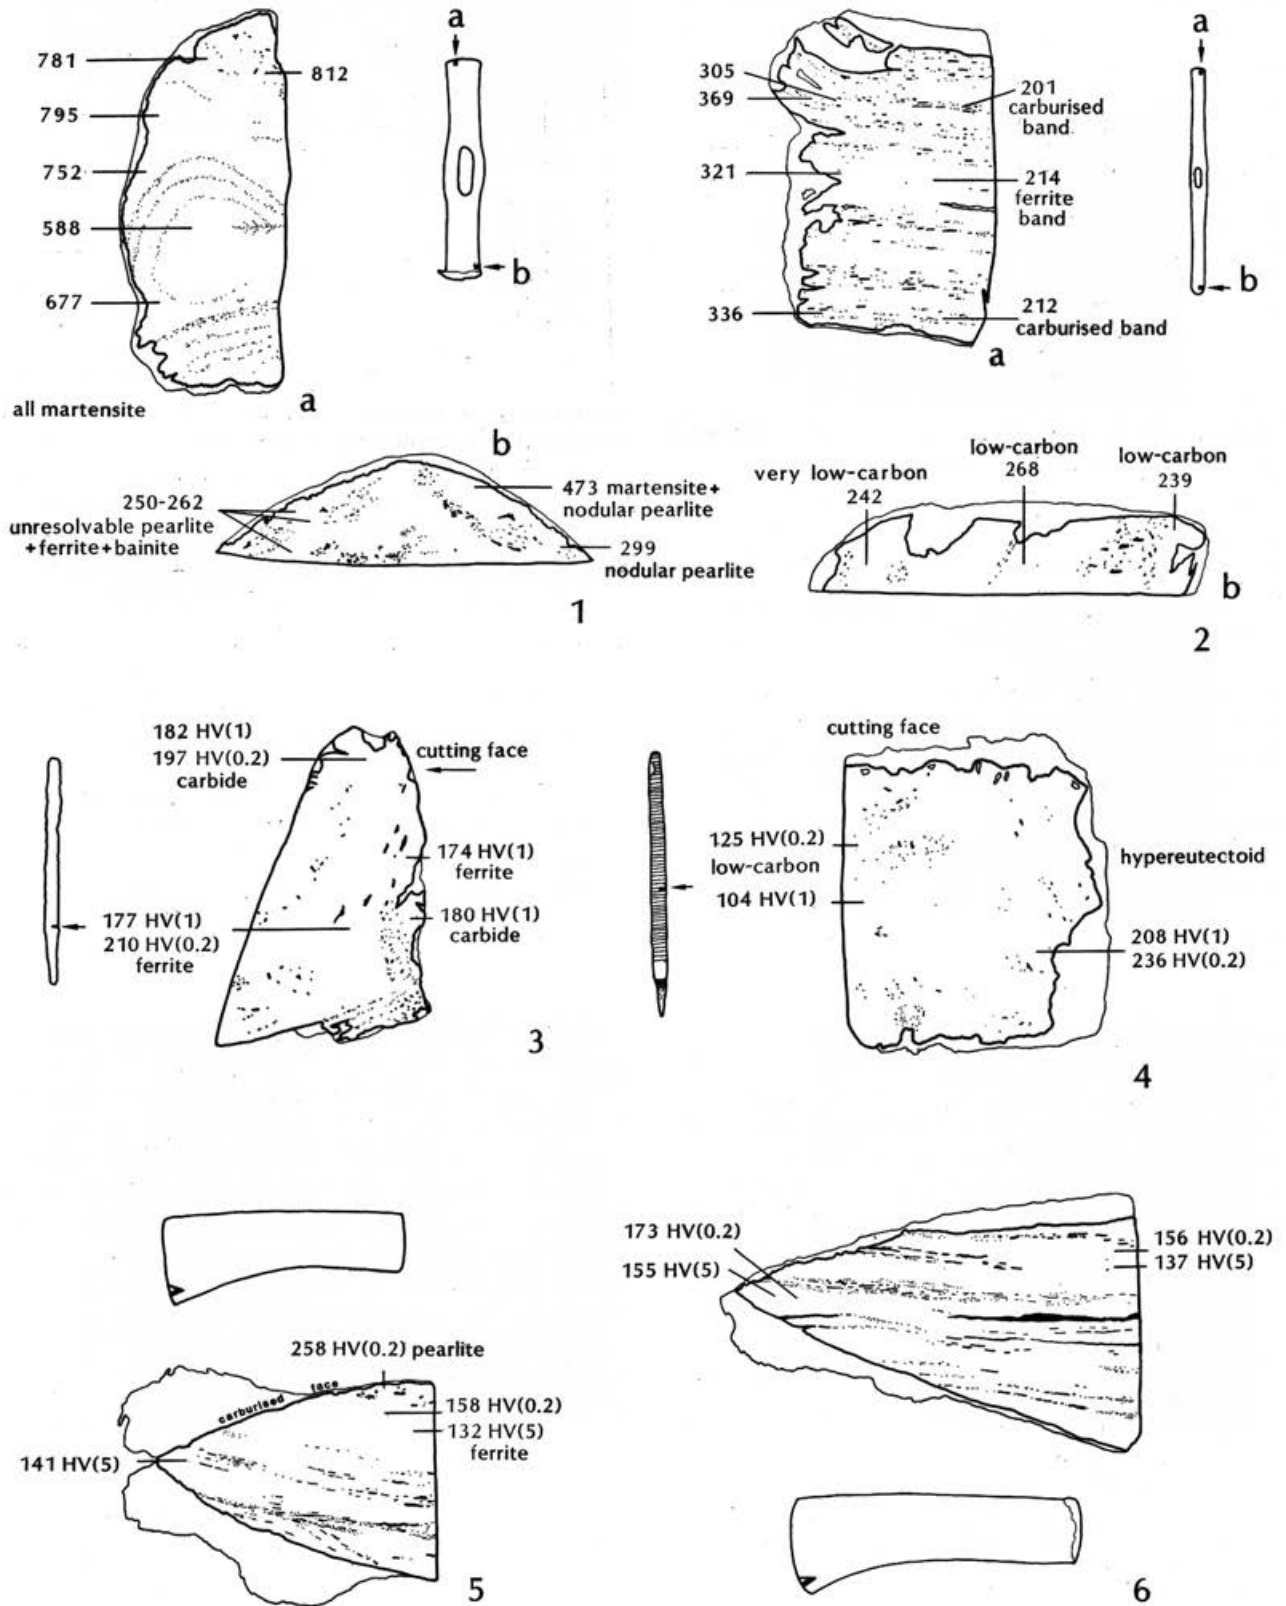 781
812
795
752
588
677
a
b
all martensite
a
305
369
201
carburised
band
321
214
ferrite
band
336
212
carburised band
a
a
b
b
250-262
unresolvable pearlite
+ferrite+bainite
473 martensite+
nodular pearlite
299
nodular pearlite
1
very low-carbon
242
low-carbon
268
low-carbon
239
b
2
182 HV(1)
197 HV(0.2)
carbide
cutting face
174 HV(1)
ferrite
177 HV(1)
210 HV(0.2)
ferrite
180 HV(1)
carbide
3
cutting face
125 HV(0.2)
low-carbon
104 HV(1)
hypereutectoid
208 HV(1)
236 HV(0.2)
4
258 HV(0.2) pearlite
carburised face
158 HV(0.2)
132 HV(5)
ferrite
141 HV(5)
5
173 HV(0.2)
155 HV(5)
156 HV(0.2)
137 HV(5)
6